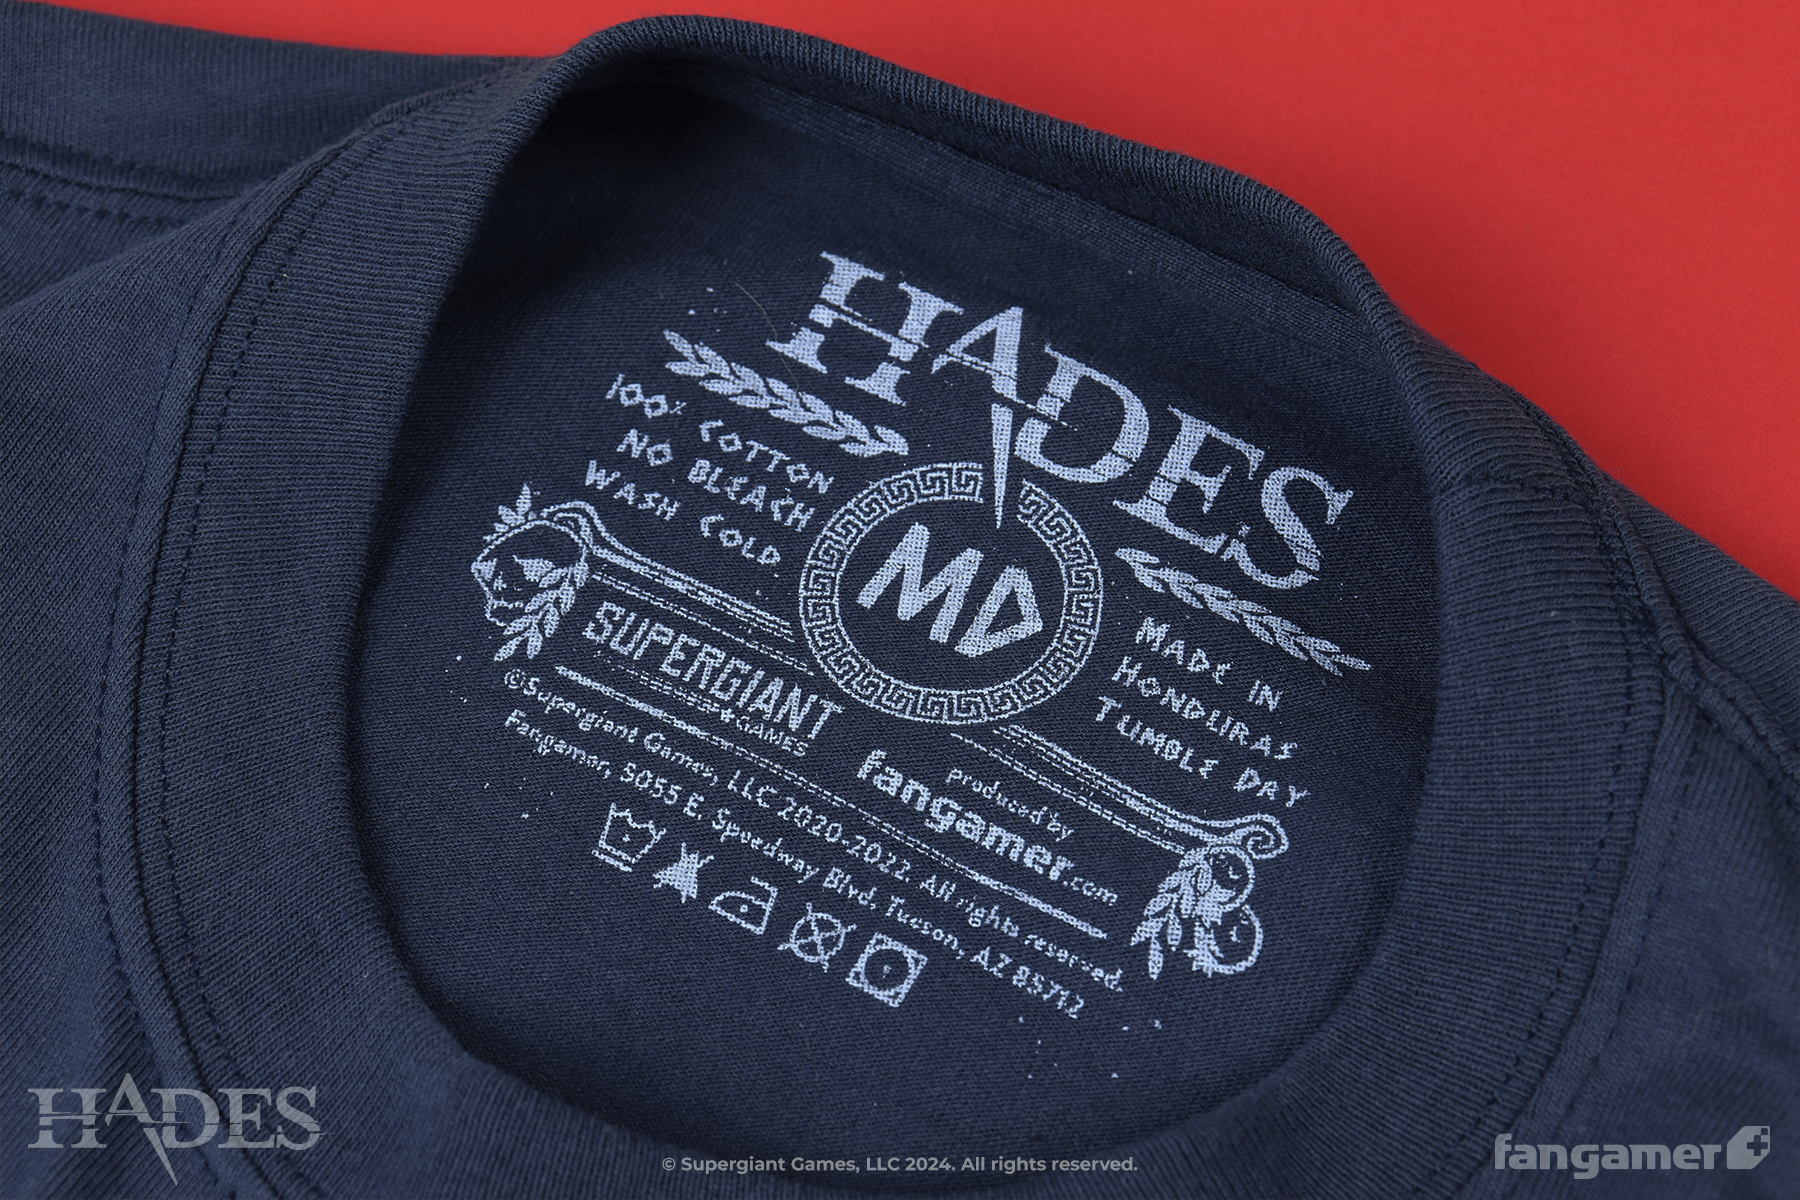 HADES
100% COTTON
NO BLEACH
WASH COLD
MD
MADE IN
HONDURAS
TUMBLE DRY
SUPERGIANT
GAMES
produced by
fangamer.com
©Supergiant Games, LLC 2020-2022. All rights reserved.
Fangamer, 5055 E. Speedway Blvd, Tucson, AZ 85712
HADES
© Supergiant Games, LLC 2024. All rights reserved.
fangamer